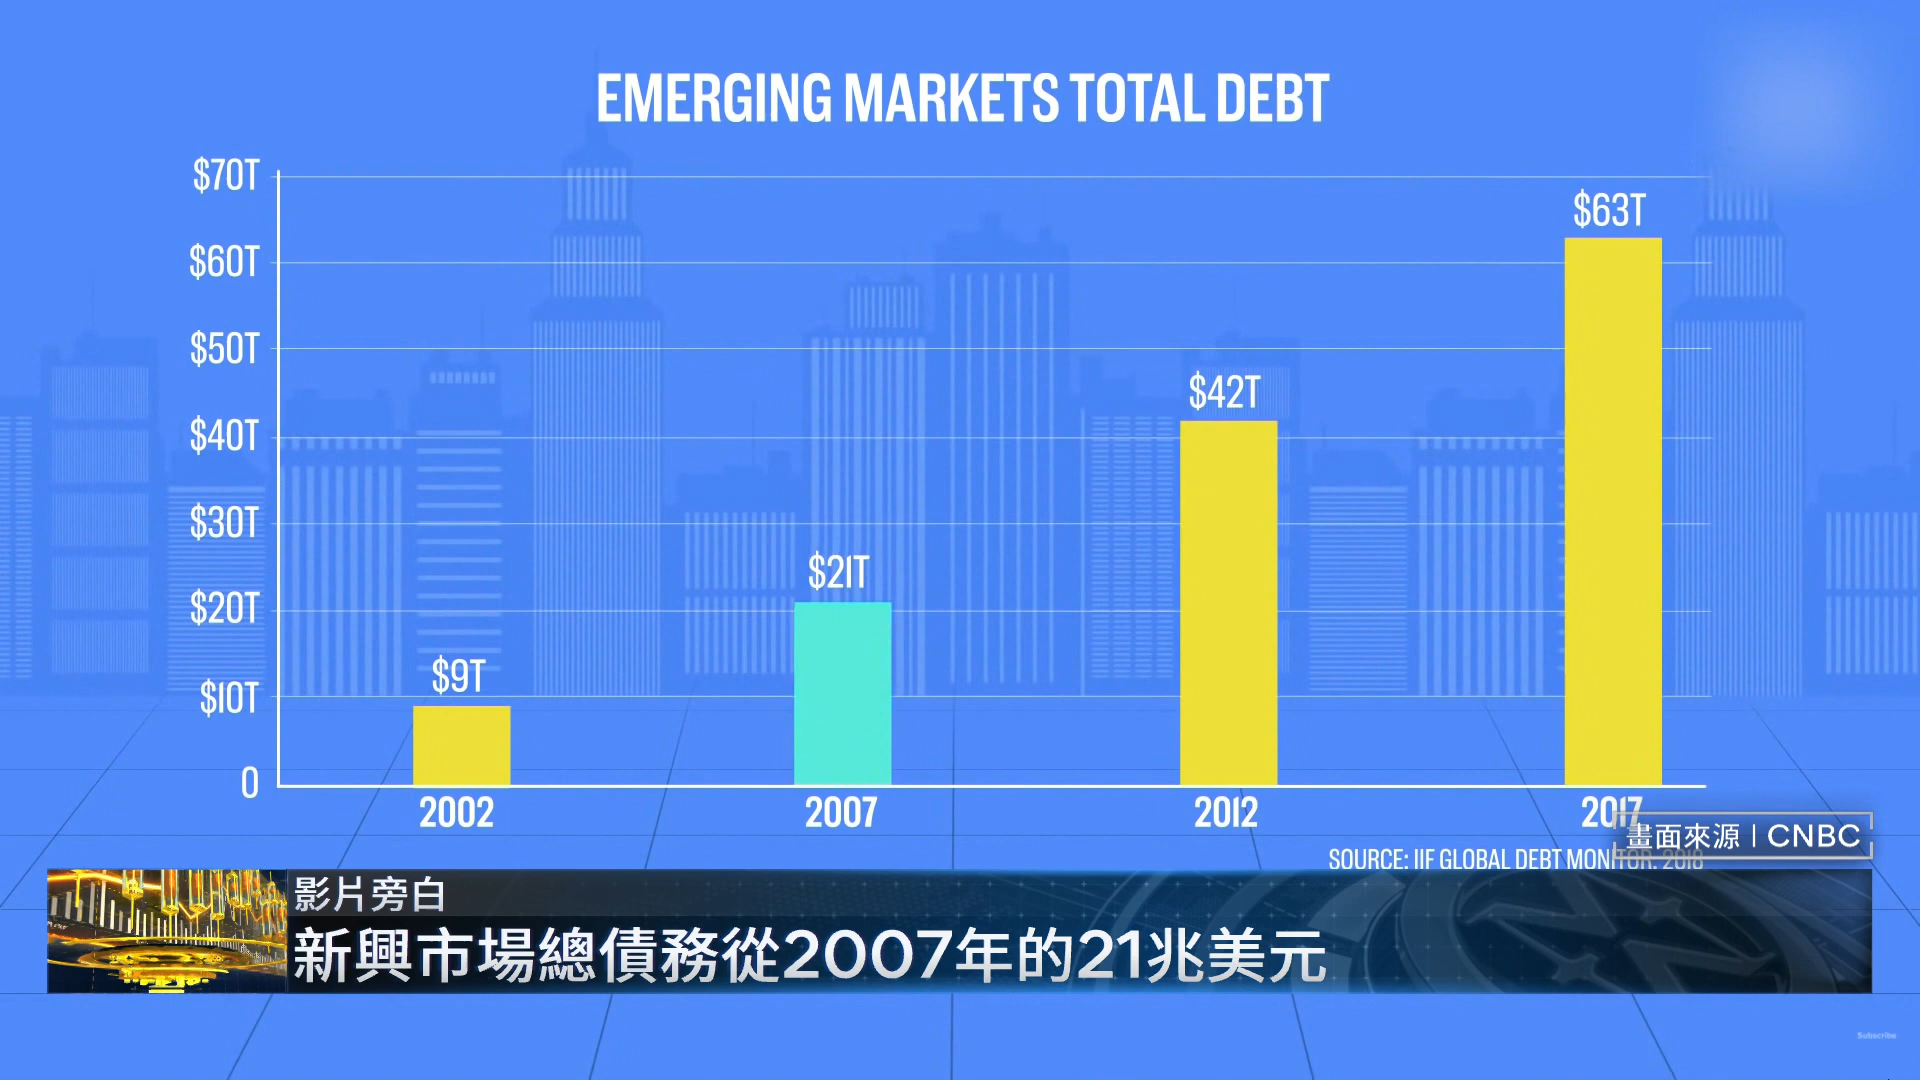 EMERGING MARKETS TOTAL DEBT
$70T
$60T
$50T
$40T
$30T
$20T
$10T
0
$9T
$21T
$42T
$63T
2002
2007
2012
2017
畫面來源 | CNBC
SOURCE: IIF GLOBAL DEBT MONITOR, 2018
影片旁白
新興市場總債務從2007年的21兆美元
Subscribe